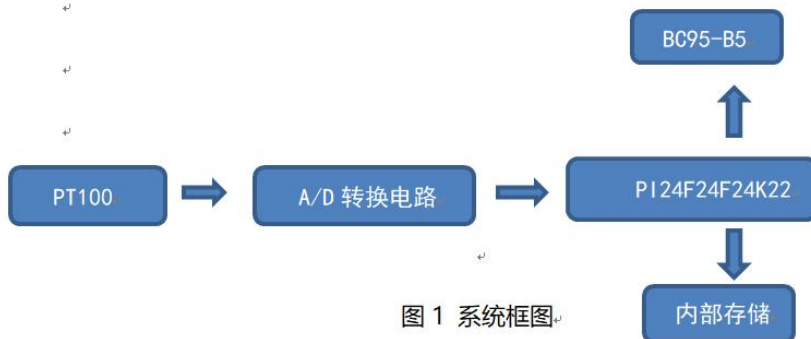 BC95-B5
PT100
A/D 转换电路
PI24F24F24K22
图 1 系统框图
内部存储